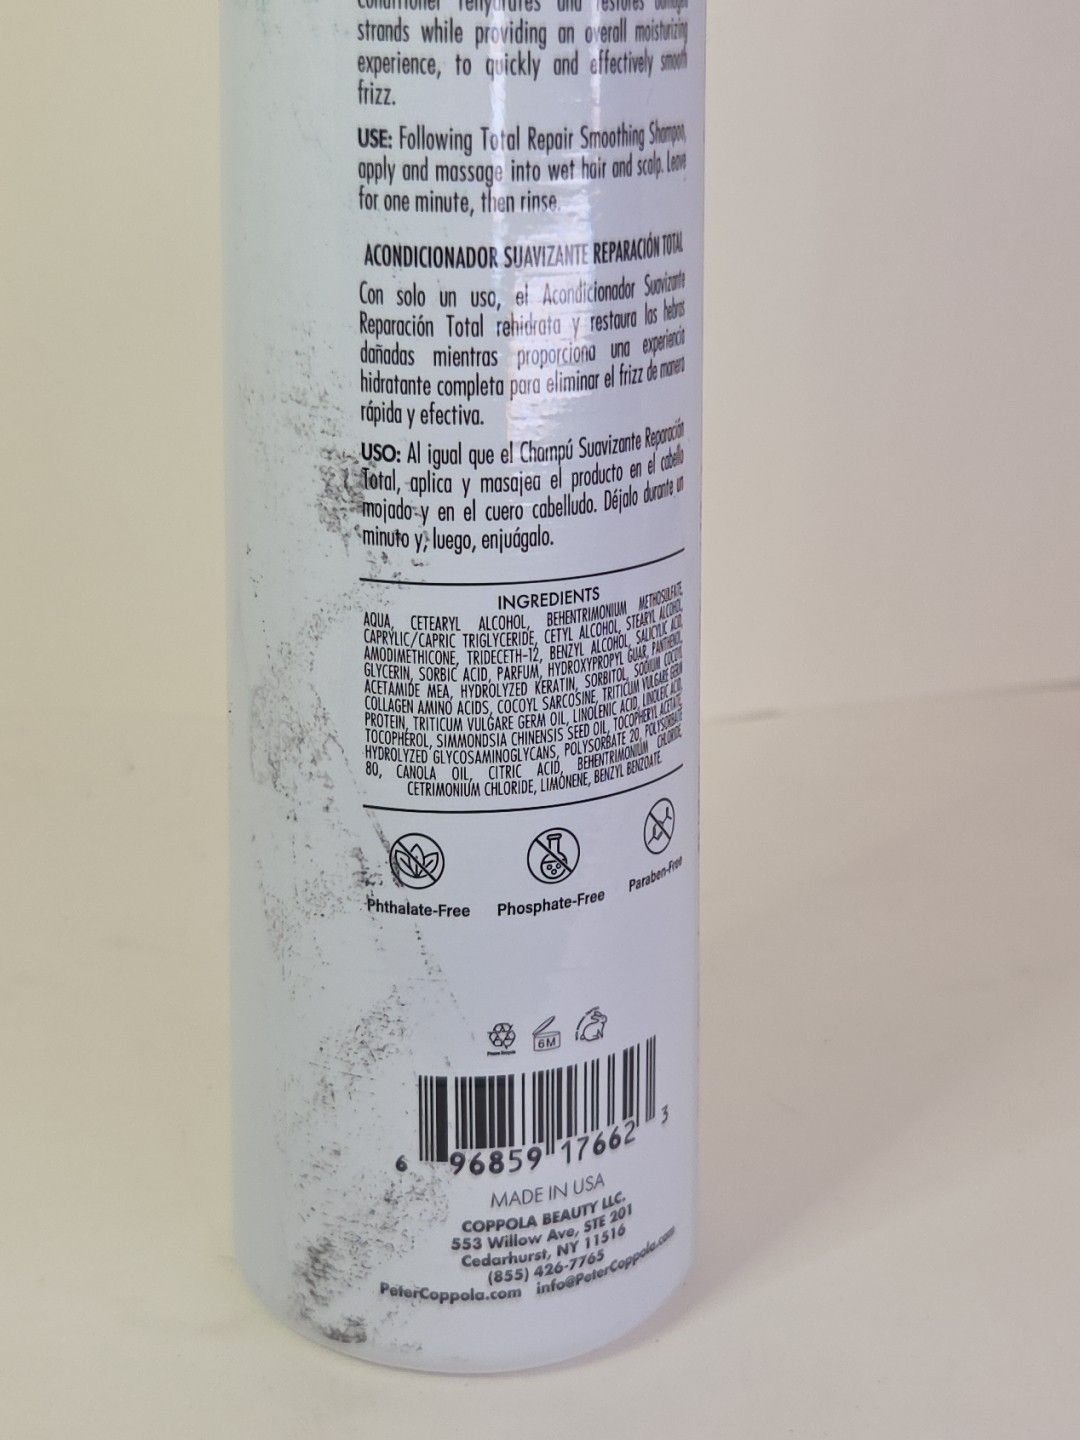 conditioner rehydrates and restores damaged
strands while providing an overall moisturizing
experience, to quickly and effectively smooth
frizz.
USE: Following Total Repair Smoothing Shampoo,
apply and massage into wet hair and scalp. Leave
for one minute, then rinse.
ACONDICIONADOR SUAVIZANTE REPARACIÓN TOTAL
Con solo un uso, el Acondicionador Suavizante
Reparación Total rehidrata y restaura las hebras
dañadas mientras proporciona una experiencia
hidratante completa para eliminar el frizz de manera
rápida y efectiva.
USO: Al igual que el Champú Suavizante Reparación
Total, aplica y masajea el producto en el cabello
mojado y en el cuero cabelludo. Déjalo durante un
minuto y, luego, enjuágalo.
INGREDIENTS
AQUA, CETEARYL ALCOHOL, BEHENTRIMONIUM METHOSULFATE,
CAPRYLIC/CAPRIC TRIGLYCERIDE, CETYL ALCOHOL, STEARYL ALCOHOL,
AMODIMETHICONE, TRIDECETH-12, BENZYL ALCOHOL, SALICYLIC ACID,
GLYCERIN, SORBIC ACID, PARFUM, HYDROXYPROPYL GUAR, PANTHENOL,
ACETAMIDE MEA, HYDROLYZED KERATIN, SORBITOL, SODIUM COCOYL
COLLAGEN AMINO ACIDS, COCOYL SARCOSINE, TRITICUM VULGARE GERM
PROTEIN, TRITICUM VULGARE GERM OIL, LINOLENIC ACID, LINOLEIC ACID,
TOCOPHEROL, SIMMONDSIA CHINENSIS SEED OIL, TOCOPHERYL ACETATE,
HYDROLYZED GLYCOSAMINOGLYCANS, POLYSORBATE 20, POLYSORBATE
80, CANOLA OIL, CITRIC ACID, BEHENTRIMONIUM CHLORIDE,
CETRIMONIUM CHLORIDE, LIMONENE, BENZYL BENZOATE.
Phthalate-Free Phosphate-Free Paraben-Free
Please Recycle 6M
6 96859 17662 3
MADE IN USA
COPPOLA BEAUTY LLC.
553 Willow Ave, STE 201
Cedarhurst, NY 11516
(855) 426-7765
PeterCoppola.com info@PeterCoppola.com